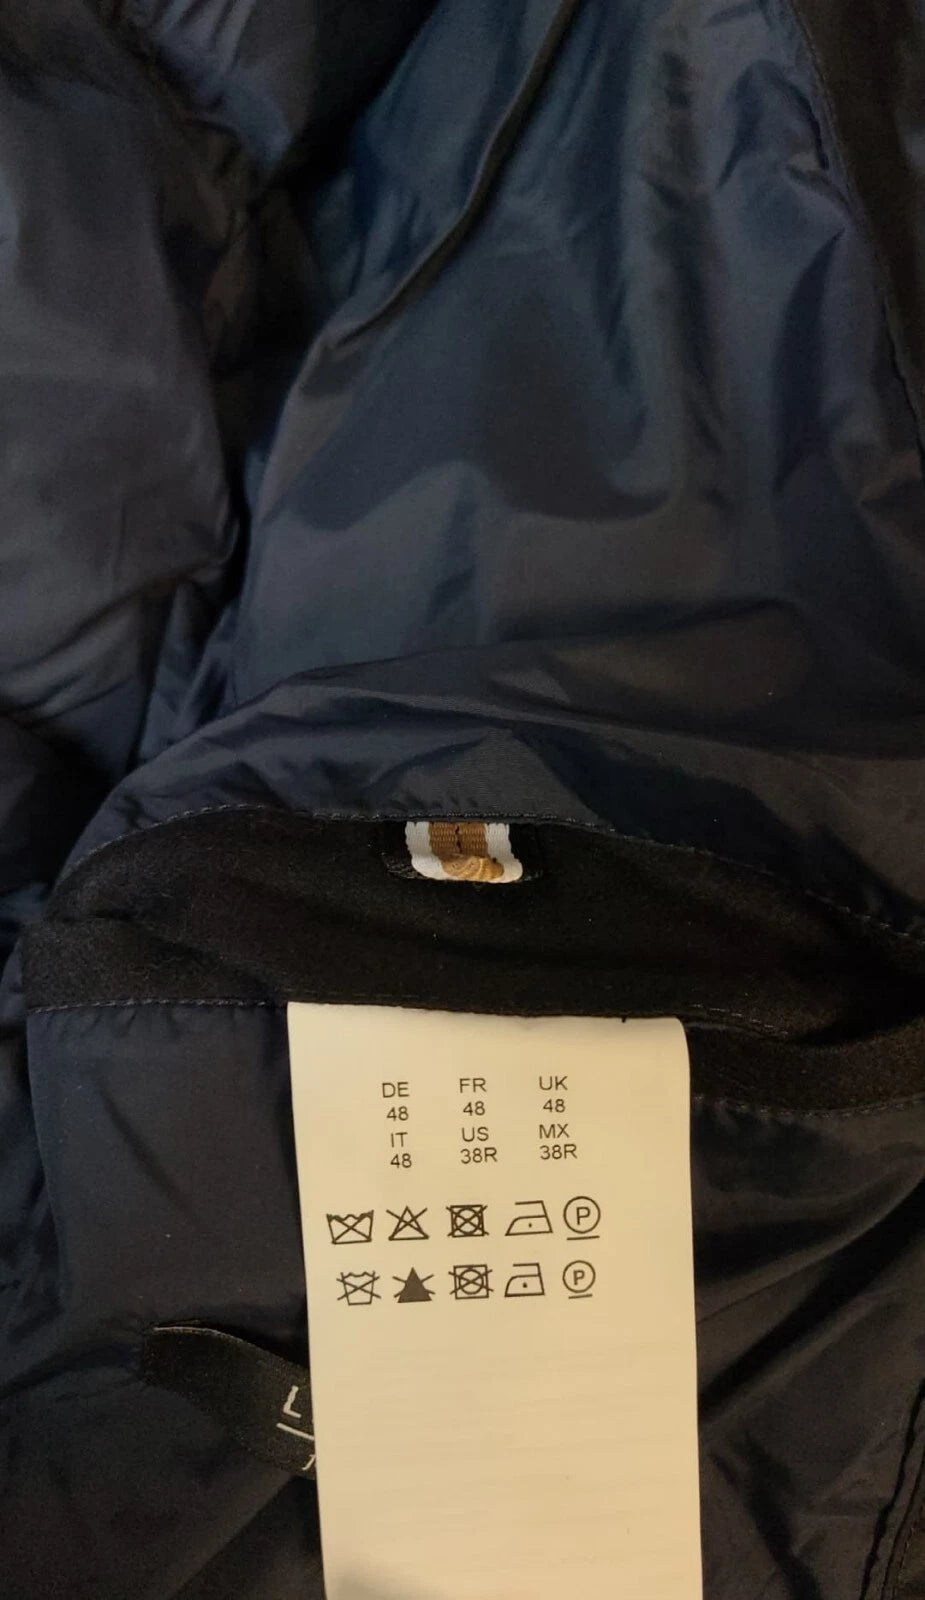 DE FR UK
48 48 48
IT US MX
48 38R 38R
P
P
L